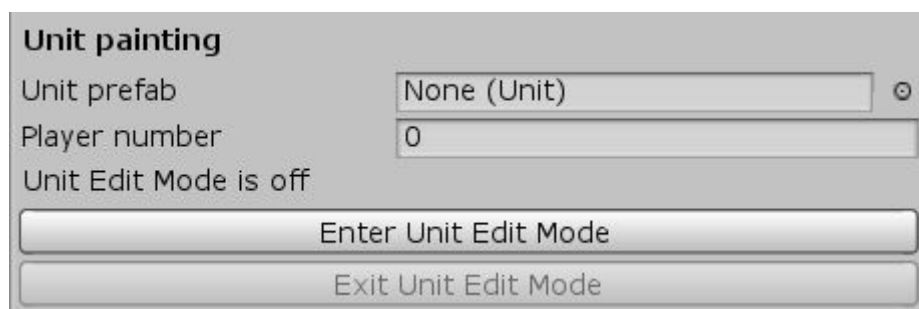 Unit painting
Unit prefab None (Unit)
Player number 0
Unit Edit Mode is off
Enter Unit Edit Mode
Exit Unit Edit Mode